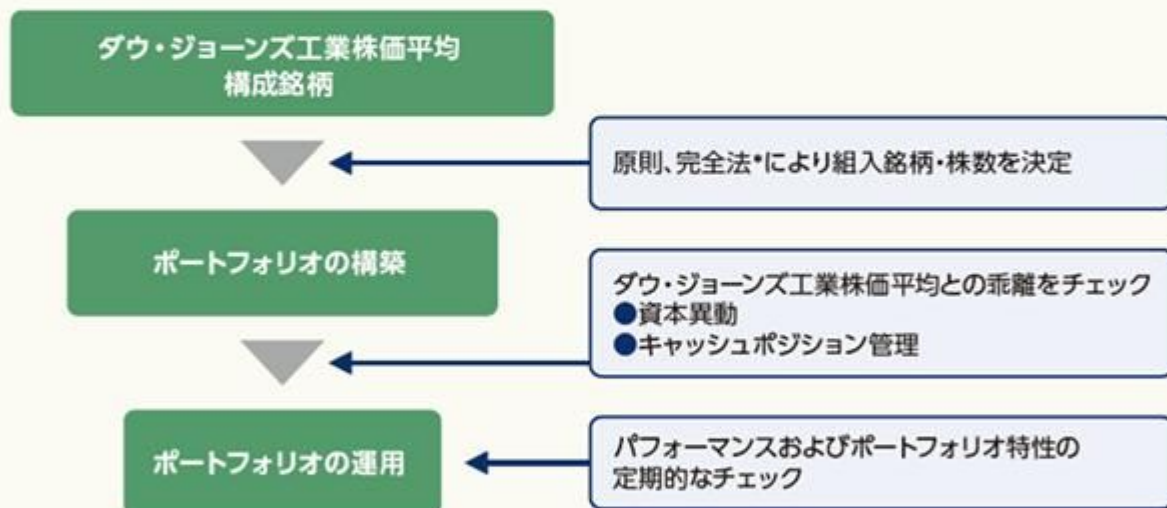 ダウ・ジョーンズ工業株価平均
構成銘柄
原則、完全法*により組入銘柄・株数を決定
ポートフォリオの構築
ダウ・ジョーンズ工業株価平均との乖離をチェック
●資本異動
●キャッシュポジション管理
ポートフォリオの運用
パフォーマンスおよびポートフォリオ特性の
定期的なチェック